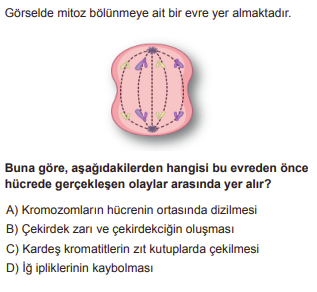 Görselde mitoz bölünmeye ait bir evre yer almaktadır.
Buna göre, aşağıdakilerden hangisi bu evreden önce
hücrede gerçekleşen olaylar arasında yer alır?
A) Kromozomların hücrenin ortasında dizilmesi
B) Çekirdek zarı ve çekirdekciğin oluşması
C) Kardeş kromatitlerin zıt kutuplarda çekilmesi
D) İğ ipliklerinin kaybolması